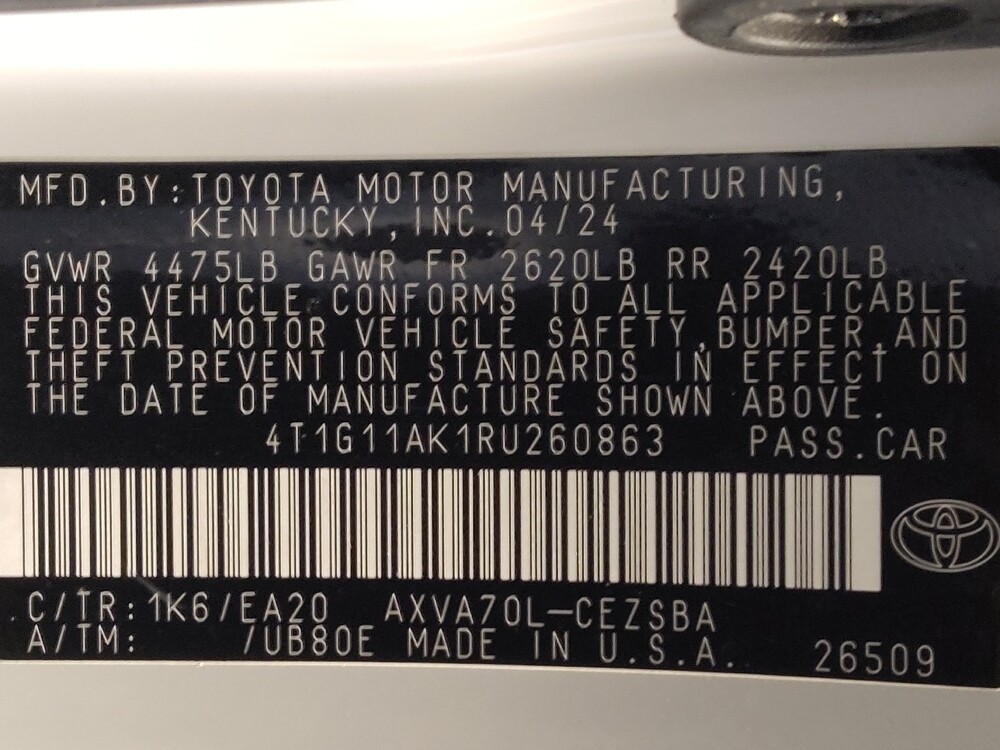 MFD.BY:TOYOTA MOTOR MANUFACTURING,
KENTUCKY,INC.04/24
GVWR 4475LB GAWR FR 2620LB RR 2420LB
THIS VEHICLE CONFORMS TO ALL APPLICABLE
FEDERAL MOTOR VEHICLE SAFETY,BUMPER,AND
THEFT PREVENTION STANDARDS IN EFFECT ON
THE DATE OF MANUFACTURE SHOWN ABOVE.
4T1G11AK1RU260863 PASS.CAR
C/TR:1K6/EA20 AXVA70L-CEZSBA
A/TM: /UB80E MADE IN U.S.A. 26509